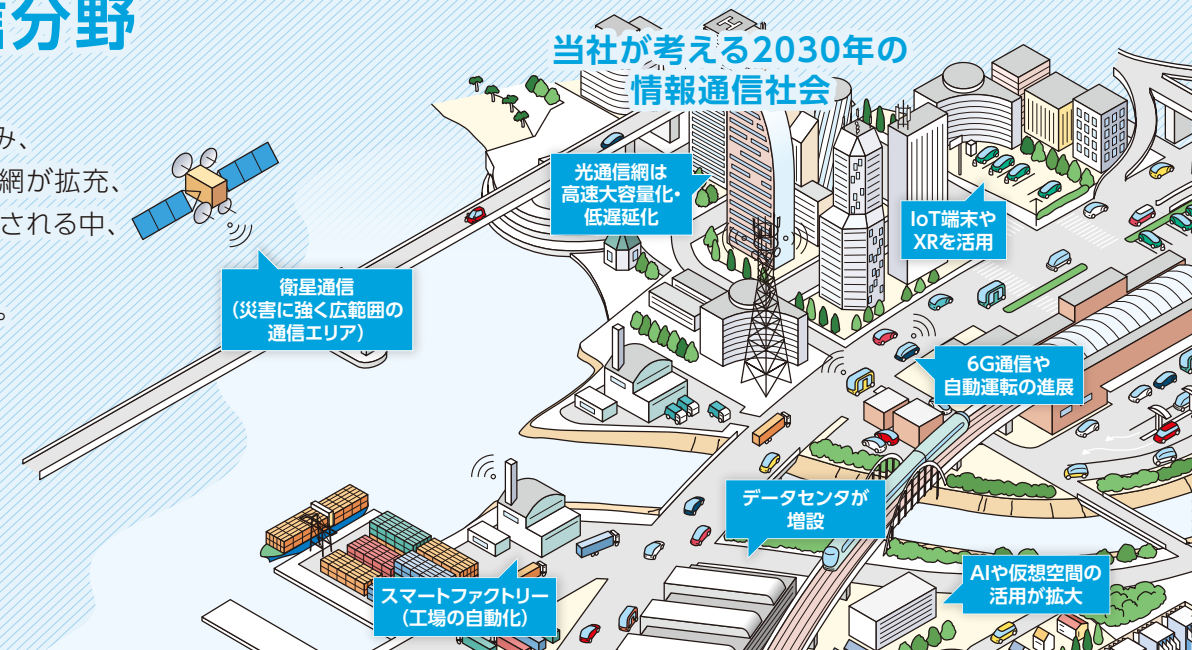 信分野
み、
網が拡充、
される中、
。
当社が考える2030年の
情報通信社会
光通信網は
高速大容量化・
低遅延化
IoT端末や
XRを活用
衛星通信
（災害に強く広範囲の
通信エリア）
6G通信や
自動運転の進展
データセンタが
増設
AIや仮想空間の
活用が拡大
スマートファクトリー
（工場の自動化）
H